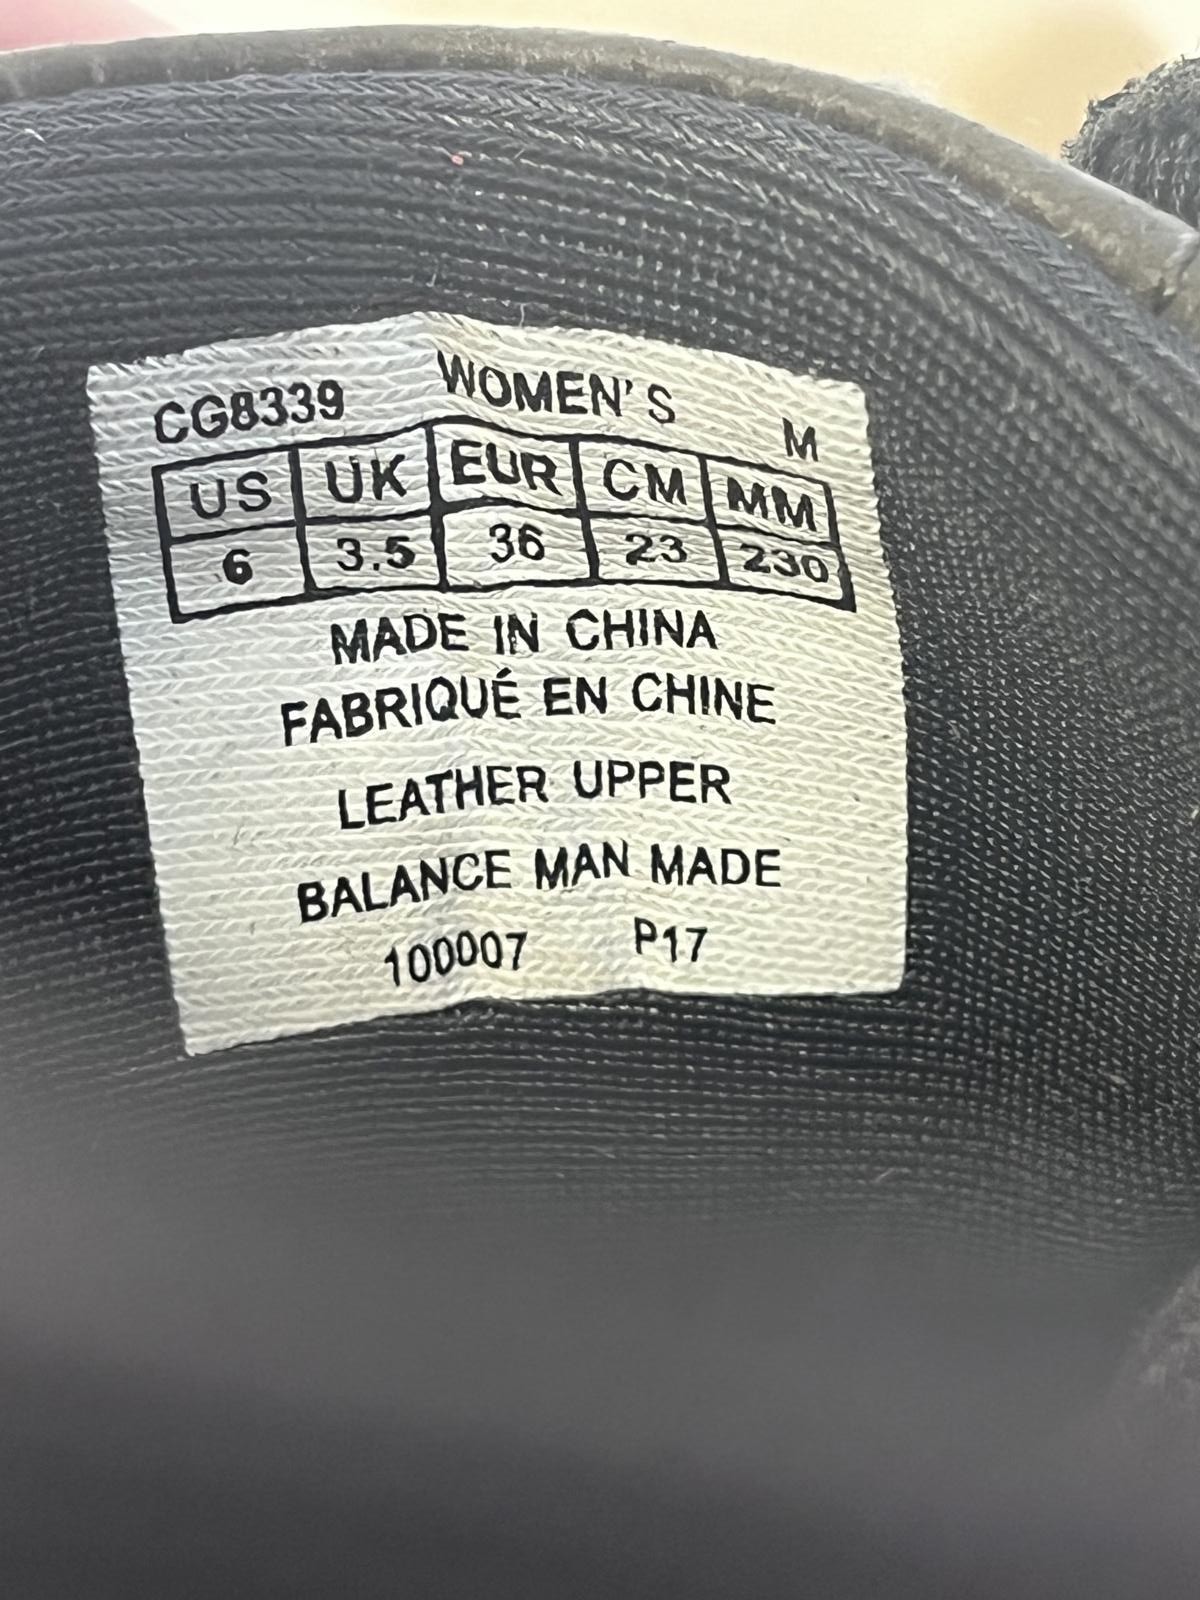 CG8339 WOMEN'S M
US UK EUR CM MM
6 3.5 36 23 230
MADE IN CHINA
FABRIQUÉ EN CHINE
LEATHER UPPER
BALANCE MAN MADE
100007 P17